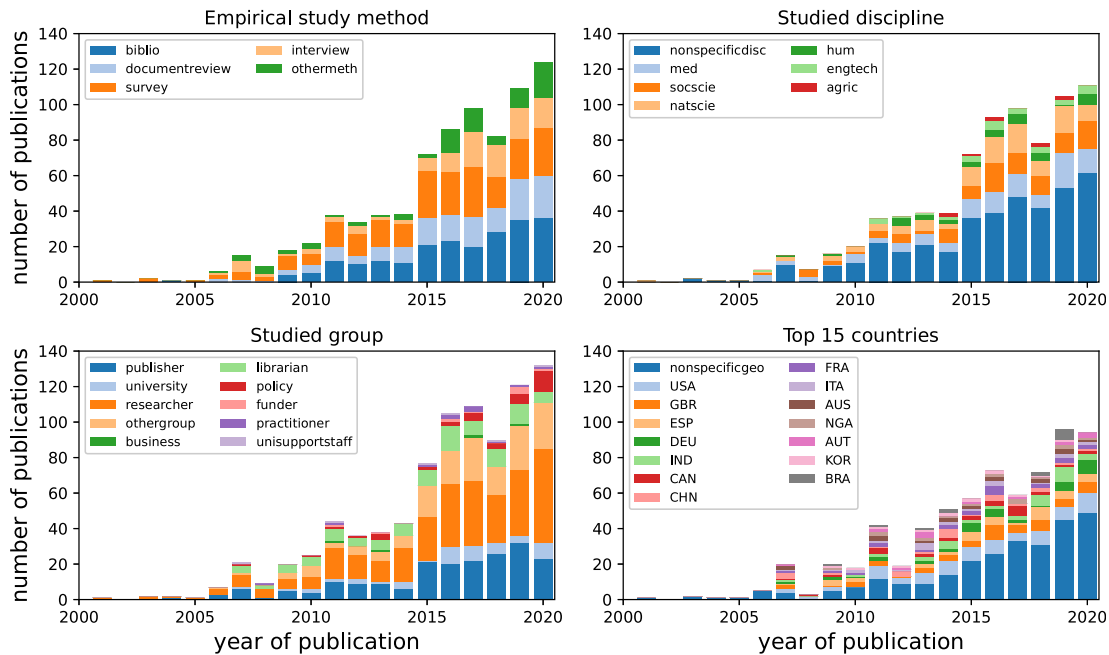 Empirical study method
number of publications
140
120
100
80
60
40
20
0
biblio
documentreview
survey
interview
othermeth
2000 2005 2010 2015 2020
Studied discipline
140
120
100
80
60
40
20
0
nonspecificdisc
med
socscie
natscie
hum
engtech
agric
2000 2005 2010 2015 2020
Studied group
number of publications
140
120
100
80
60
40
20
0
publisher
university
researcher
othergroup
business
librarian
policy
funder
practitioner
unisupportstaff
2000 2005 2010 2015 2020
year of publication
Top 15 countries
140
120
100
80
60
40
20
0
nonspecificgeo
USA
GBR
ESP
DEU
IND
CAN
CHN
FRA
ITA
AUS
NGA
AUT
KOR
BRA
2000 2005 2010 2015 2020
year of publication